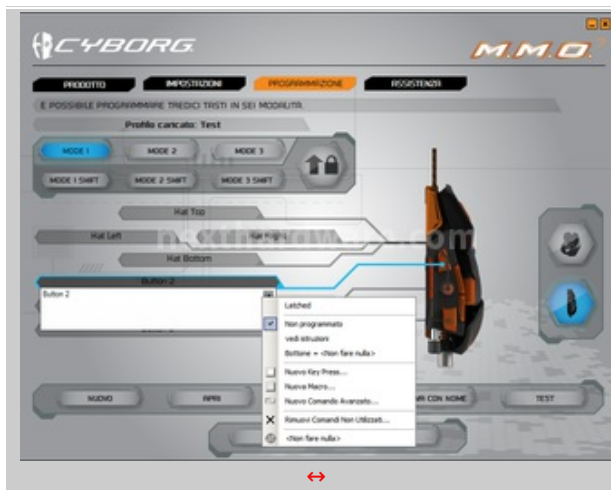 CYBORG
M.M.O.7
PRODOTTO IMPOSTAZIONI PROGRAMMAZIONE ASSISTENZA
È POSSIBILE PROGRAMMARE TREDICI TASTI IN SEI MODALITÀ.
Profilo caricato: Test
MODE 1 MODE 2 MODE 3
MODE 1 SHIFT MODE 2 SHIFT MODE 3 SHIFT
Hat Top
Hat Left Hat Right
Hat Bottom
Button 2
Button 2
Latched
Non programmato
vedi istruzioni
Bottone = <Non fare nulla>
Nuovo Key Press...
Nuova Macro...
Nuovo Comando Avanzato...
Rimuovi Comandi Non Utilizzati...
<Non fare nulla>
NUOVO APRI CON NOME TEST